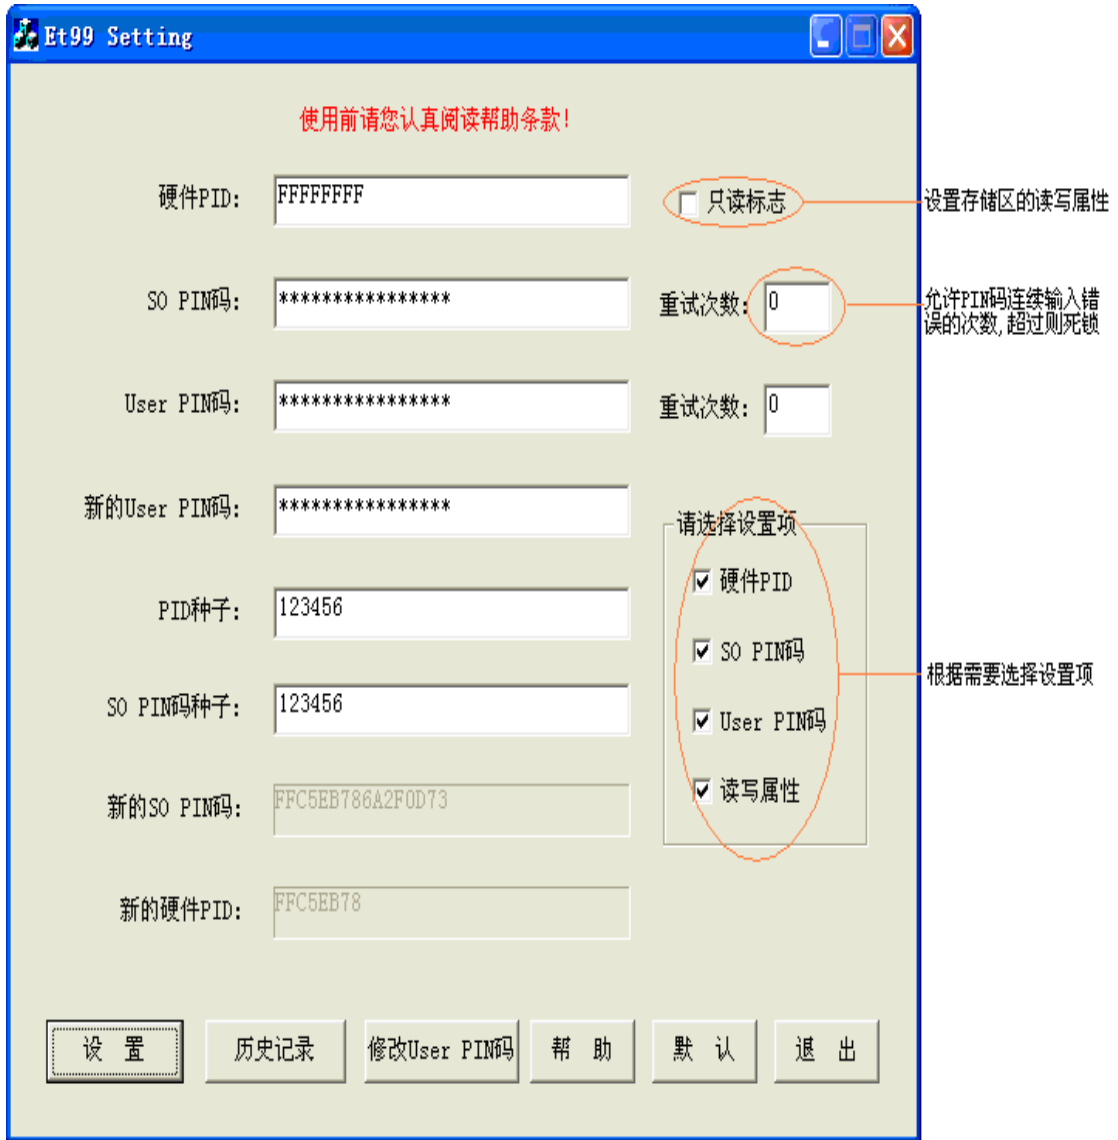 Et99 Setting
使用前请您认真阅读帮助条款!
硬件PID: FFFFFFFF 只读标志 设置存储区的读写属性
SO PIN码: **************** 重试次数: 0 允许PIN码连续输入错
误的次数,超过则死锁
User PIN码: **************** 重试次数: 0
新的User PIN码: ****************
请选择设置项
硬件PID
PID种子: 123456
SO PIN码
根据需要选择设置项
SO PIN码种子: 123456
User PIN码
新的SO PIN码: FFC5EB786A2F0D73
读写属性
新的硬件PID: FFC5EB78
设 置 历史记录 修改User PIN码 帮 助 默 认 退 出